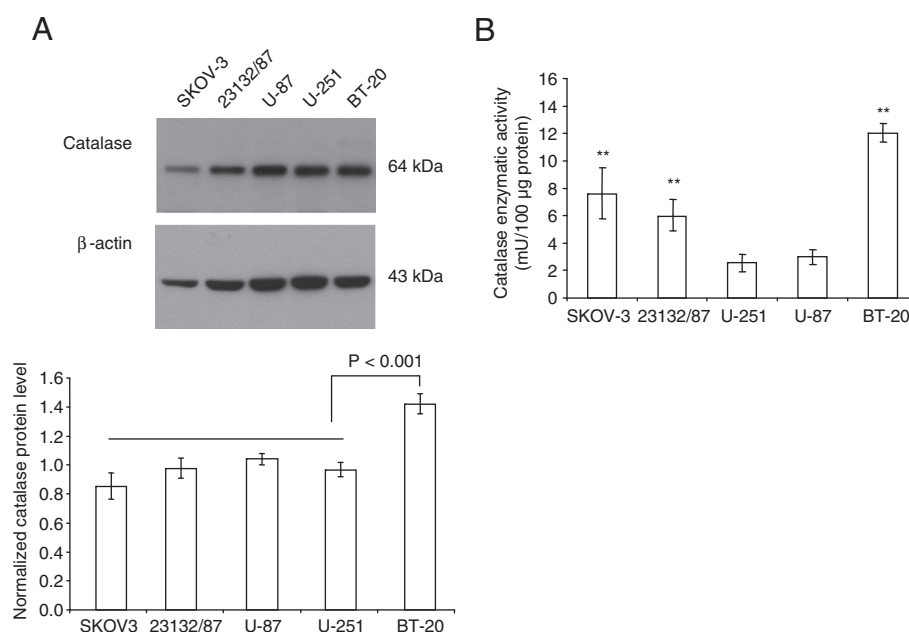 A
SKOV-3
23132/87
U-87
U-251
BT-20
Catalase
64 kDa
β-actin
43 kDa
Normalized catalase protein level
1.6
1.4
1.2
1.0
0.8
0.6
0.4
0.2
0.0
P < 0.001
SKOV3 23132/87 U-87 U-251 BT-20
B
Catalase enzymatic activity
(mU/100 µg protein)
16
14
12
10
8
6
4
2
0
**
**
**
SKOV-3 23132/87 U-251 U-87 BT-20